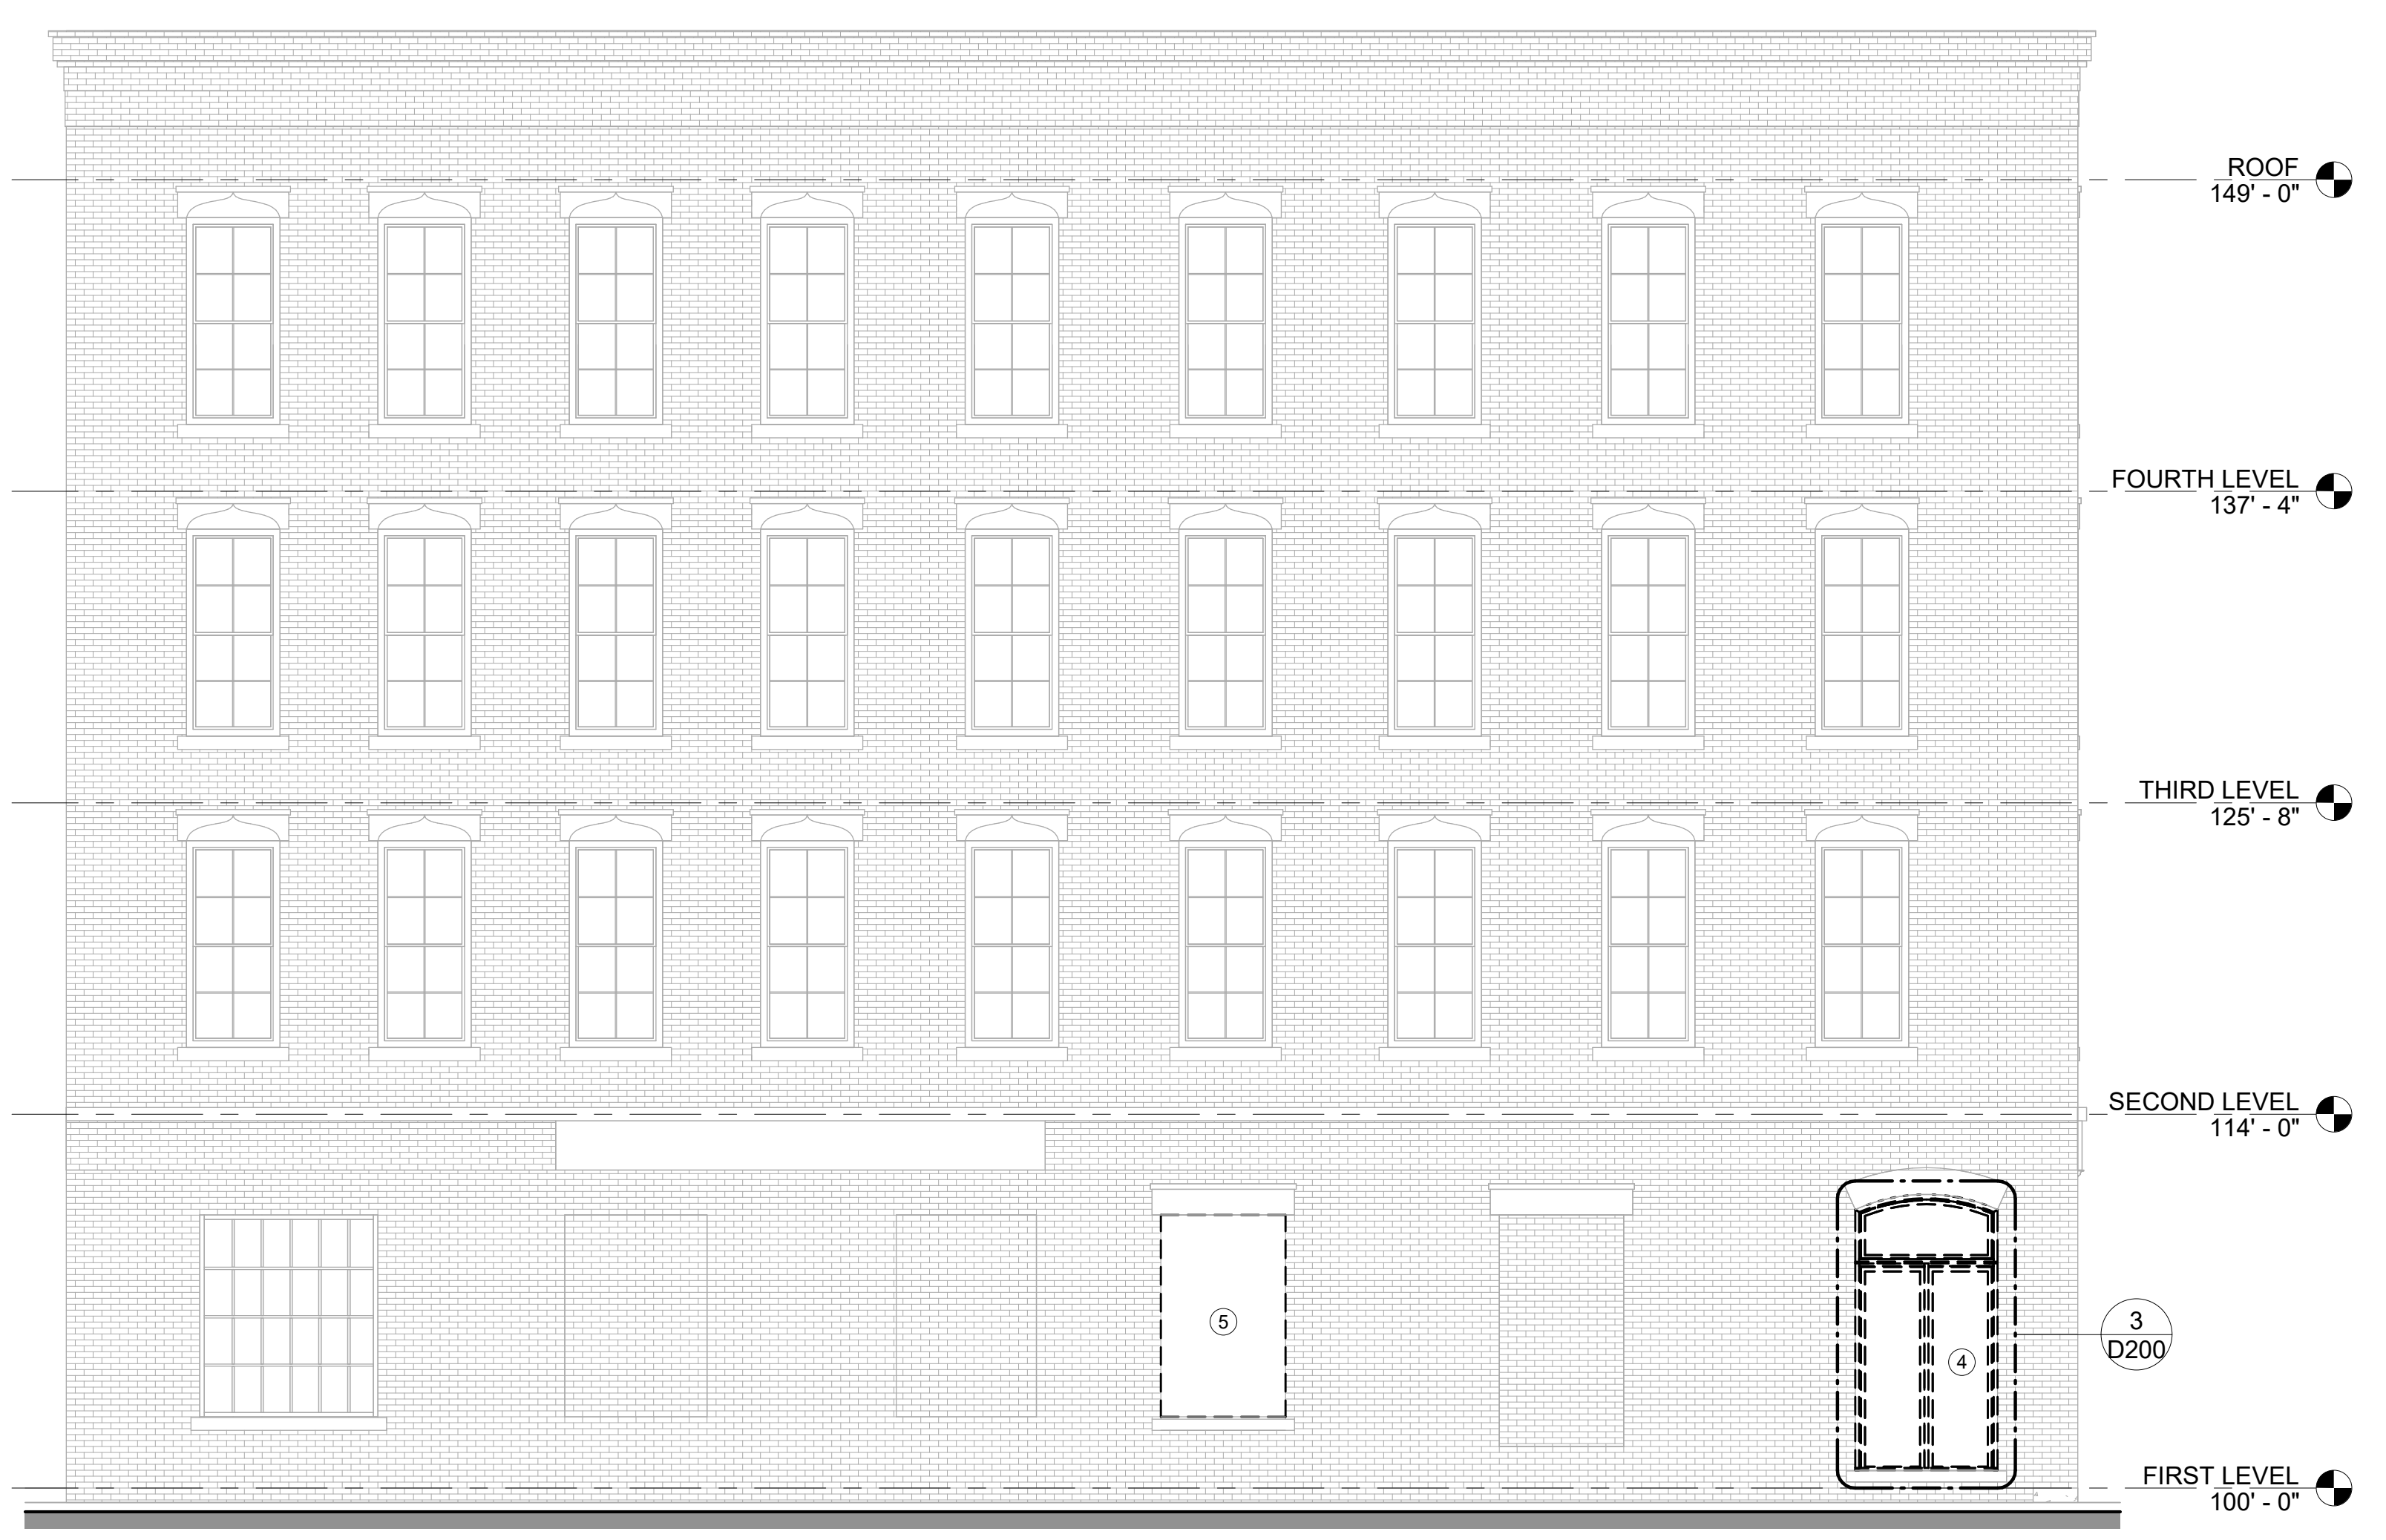 ROOF
149' - 0"
FOURTH LEVEL
137' - 4"
THIRD LEVEL
125' - 8"
SECOND LEVEL
114' - 0"
5
4
3
D200
FIRST LEVEL
100' - 0"